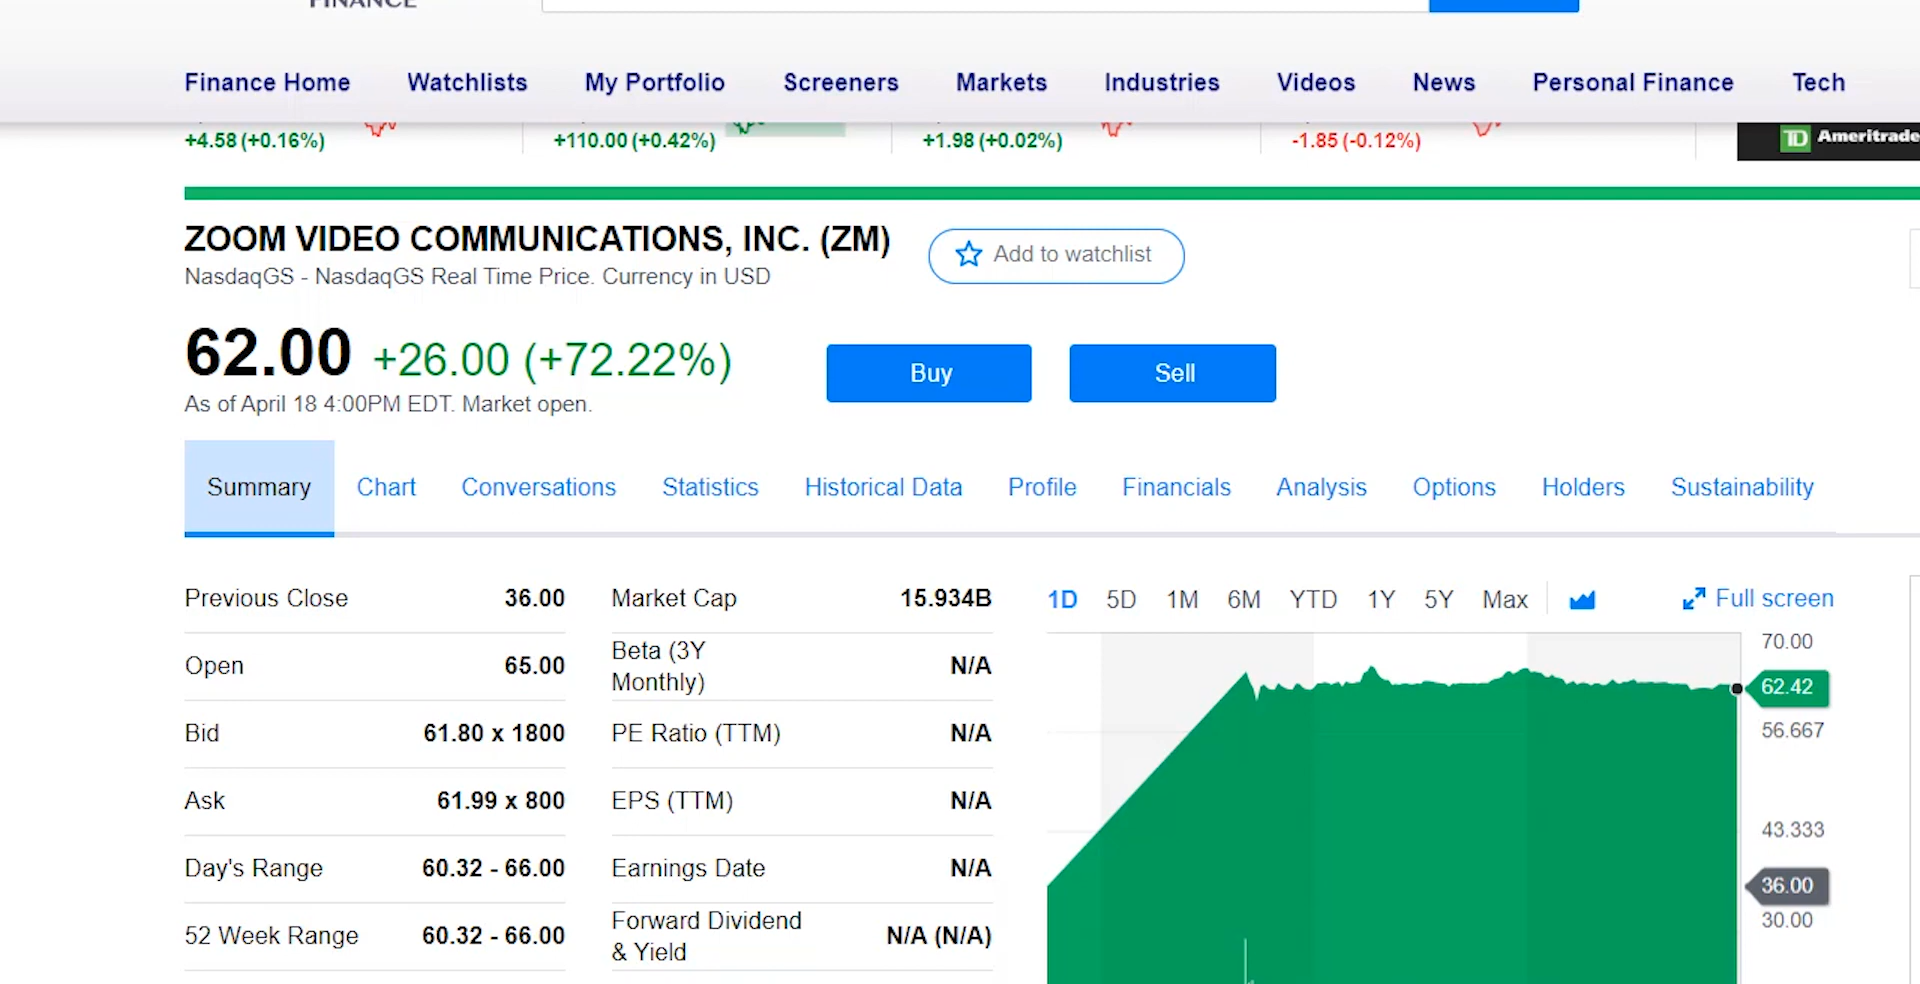 FINANCE
Finance Home Watchlists My Portfolio Screeners Markets Industries Videos News Personal Finance Tech
+4.58 (+0.16%) +110.00 (+0.42%) +1.98 (+0.02%) -1.85 (-0.12%)
TD Ameritrade
ZOOM VIDEO COMMUNICATIONS, INC. (ZM)
Add to watchlist
NasdaqGS - NasdaqGS Real Time Price. Currency in USD
62.00 +26.00 (+72.22%)
Buy Sell
As of April 18 4:00PM EDT. Market open.
Summary Chart Conversations Statistics Historical Data Profile Financials Analysis Options Holders Sustainability
Previous Close 36.00
Open 65.00
Bid 61.80 x 1800
Ask 61.99 x 800
Day's Range 60.32 - 66.00
52 Week Range 60.32 - 66.00
Market Cap 15.934B
Beta (3Y
Monthly) N/A
PE Ratio (TTM) N/A
EPS (TTM) N/A
Earnings Date N/A
Forward Dividend
& Yield N/A (N/A)
1D 5D 1M 6M YTD 1Y 5Y Max Full screen
70.00
62.42
56.667
43.333
36.00
30.00